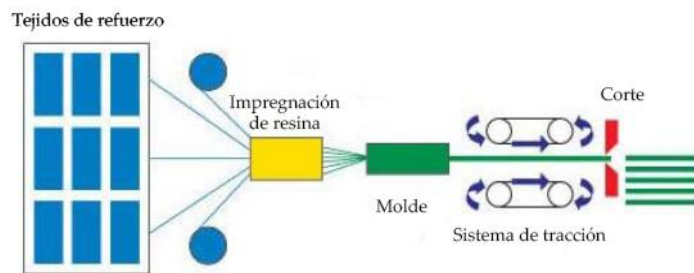 Tejidos de refuerzo
Impregnación
de resina
Molde
Sistema de tracción
Corte